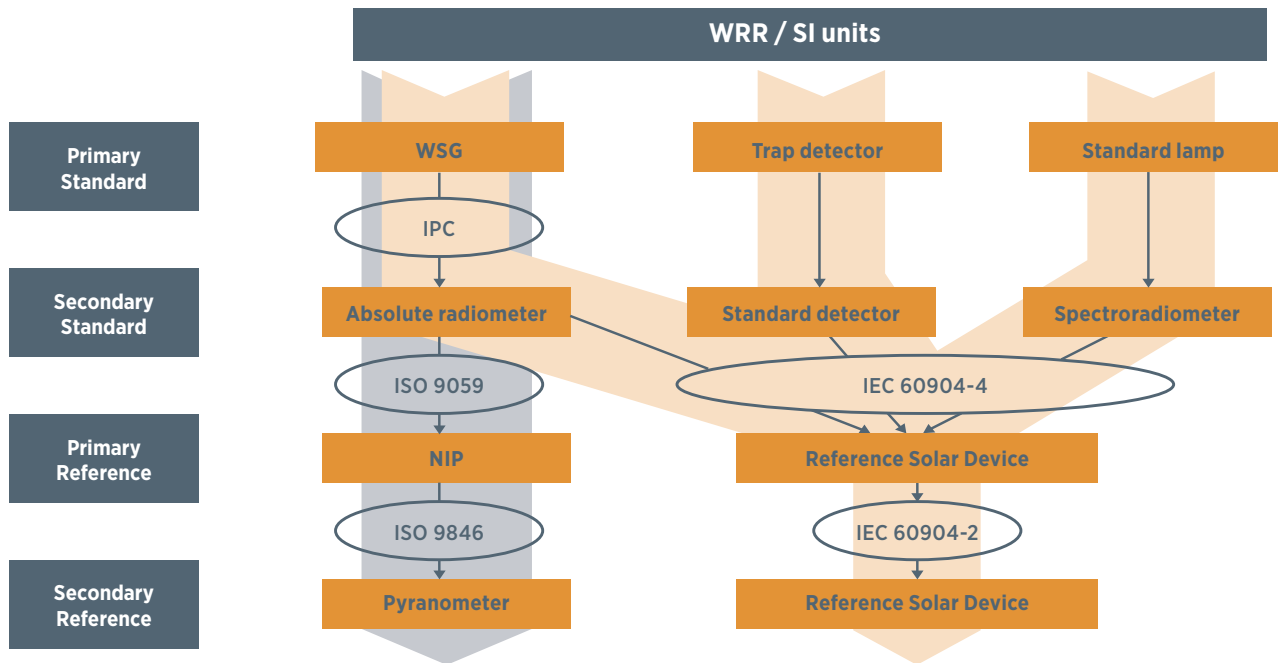 WRR / SI units
Primary
Standard
WSG
Trap detector
Standard lamp
IPC
Secondary
Standard
Absolute radiometer
Standard detector
Spectroradiometer
ISO 9059
IEC 60904-4
Primary
Reference
NIP
Reference Solar Device
ISO 9846
IEC 60904-2
Secondary
Reference
Pyranometer
Reference Solar Device